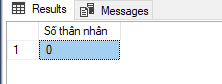 Results Messages
Số thân nhân
1 0